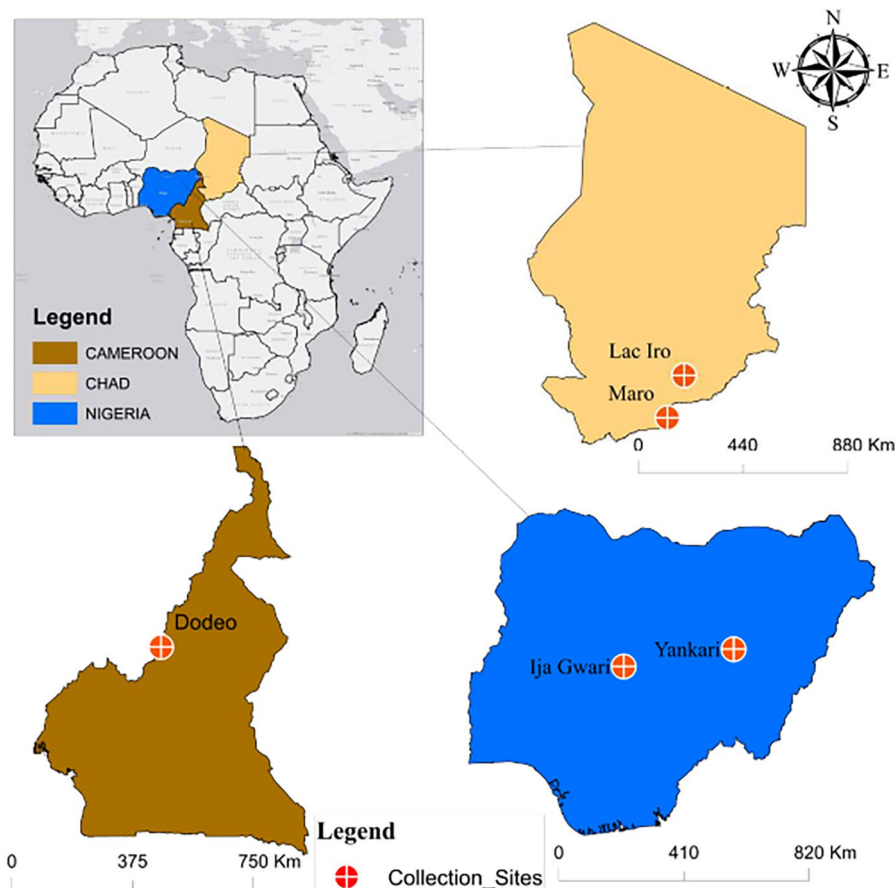 N
W E
S
Legend
CAMEROON
CHAD
NIGERIA
Lac Iro
Maro
0 440 880 Km
Dodeo
Yankari
Ija Gwari
0 375 750 Km
Legend
Collection_Sites
0 410 820 Km